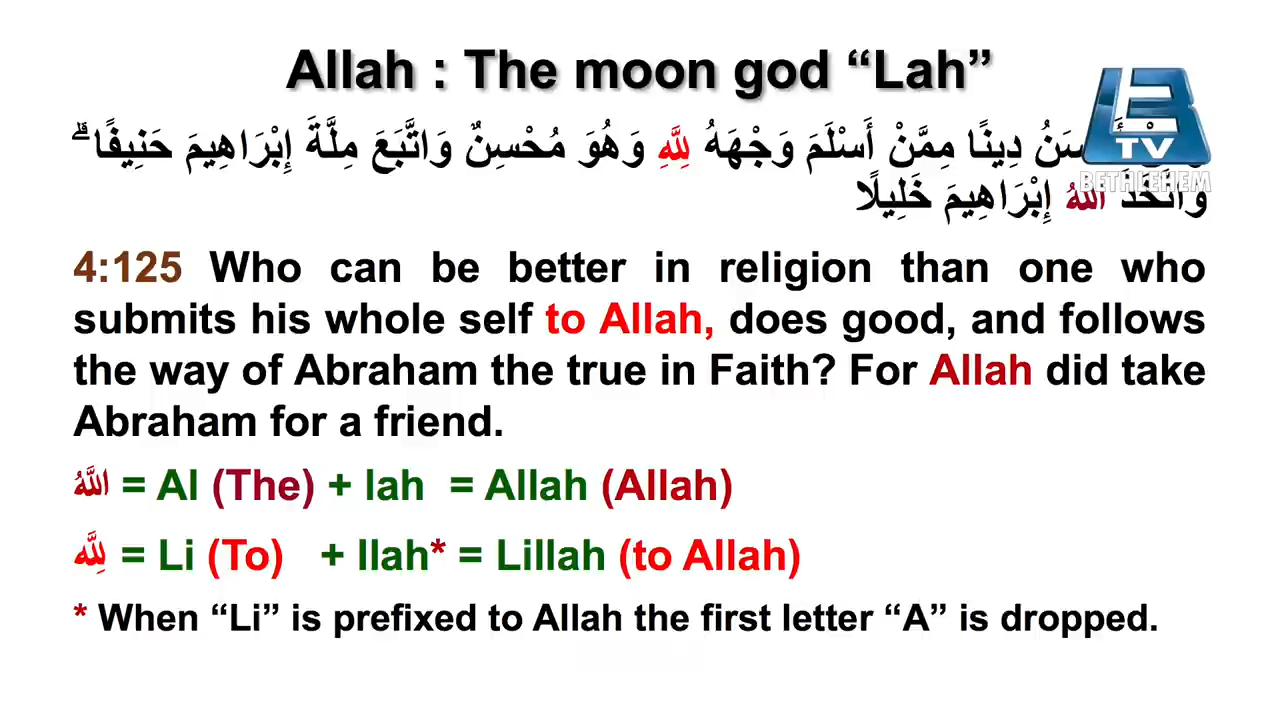 Allah : The moon god “Lah”
دِينًا مِمَّنْ أَسْلَمَ وَجْهَهُ لِلَّهِ وَهُوَ مُحْسِنٌ وَاتَّبَعَ مِلَّةَ إِبْرَاهِيمَ حَنِيفًا ۗ
وَاتَّخَذَ اللَّهُ إِبْرَاهِيمَ خَلِيلًا
B
TV
BETHLEHEM
4:125 Who can be better in religion than one who
submits his whole self to Allah, does good, and follows
the way of Abraham the true in Faith? For Allah did take
Abraham for a friend.
اللَّهُ = Al (The) + lah = Allah (Allah)
لِلَّه = Li (To) + llah* = Lillah (to Allah)
* When “Li” is prefixed to Allah the first letter “A” is dropped.